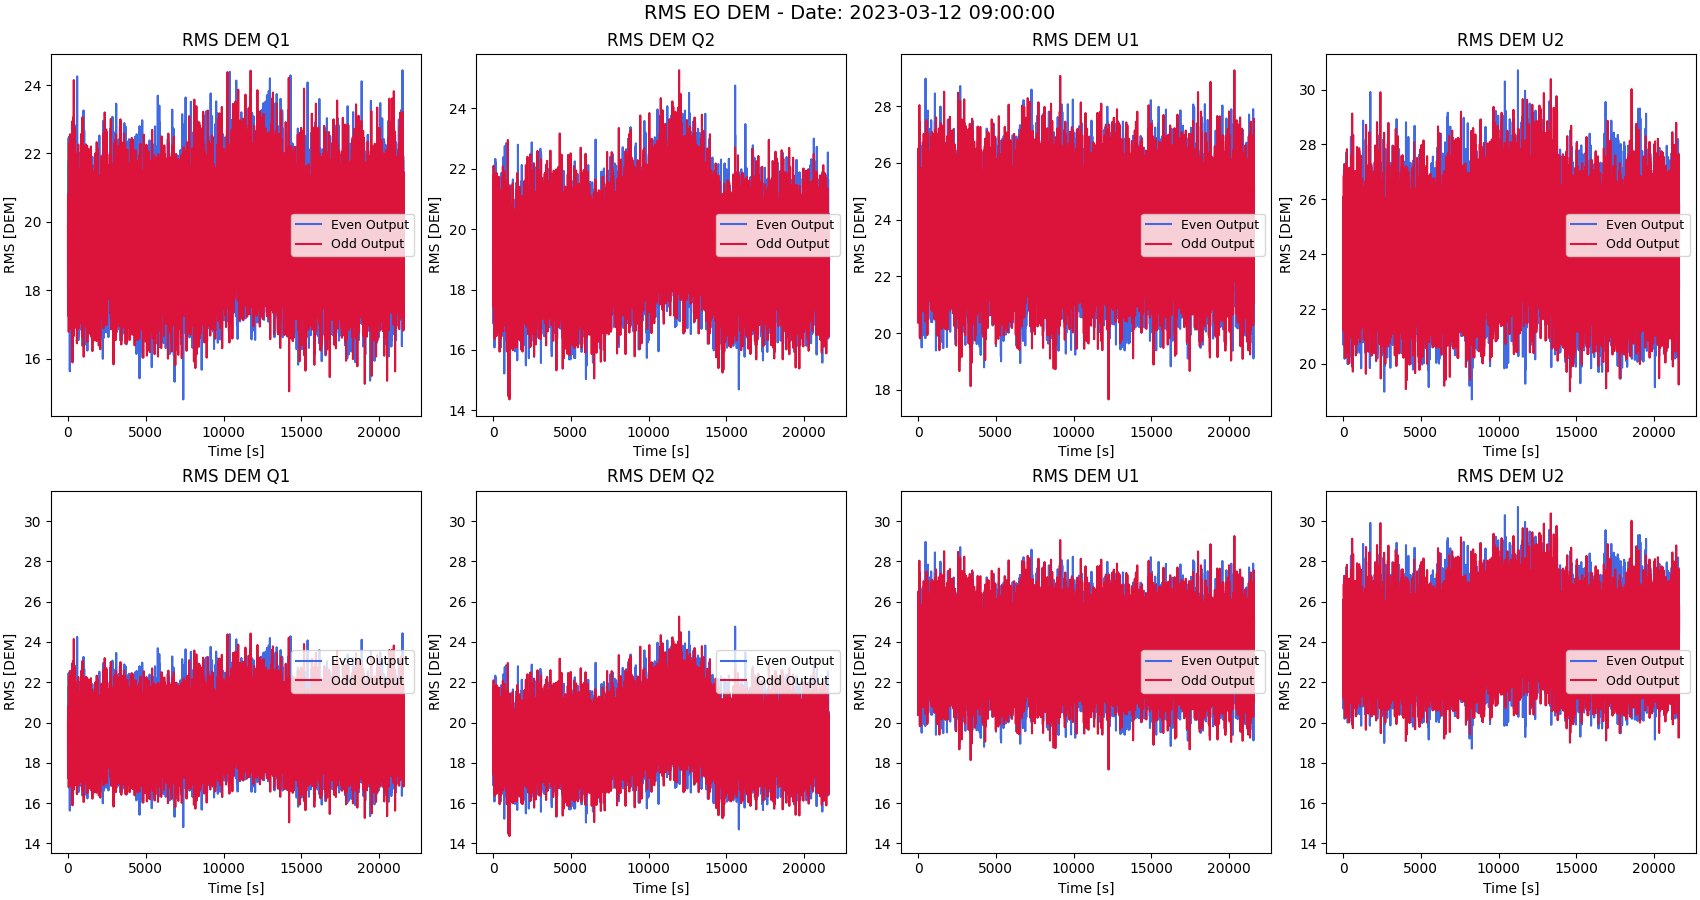 RMS EO DEM - Date: 2023-03-12 09:00:00
RMS DEM Q1
RMS [DEM]
24
22
20
18
16
0 5000 10000 15000 20000
Time [s]
Even Output
Odd Output
RMS DEM Q2
RMS [DEM]
24
22
20
18
16
14
0 5000 10000 15000 20000
Time [s]
Even Output
Odd Output
RMS DEM U1
RMS [DEM]
28
26
24
22
20
18
0 5000 10000 15000 20000
Time [s]
Even Output
Odd Output
RMS DEM U2
RMS [DEM]
30
28
26
24
22
20
0 5000 10000 15000 20000
Time [s]
Even Output
Odd Output
RMS DEM Q1
RMS [DEM]
30
28
26
24
22
20
18
16
14
0 5000 10000 15000 20000
Time [s]
Even Output
Odd Output
RMS DEM Q2
RMS [DEM]
30
28
26
24
22
20
18
16
14
0 5000 10000 15000 20000
Time [s]
Even Output
Odd Output
RMS DEM U1
RMS [DEM]
30
28
26
24
22
20
18
16
14
0 5000 10000 15000 20000
Time [s]
Even Output
Odd Output
RMS DEM U2
RMS [DEM]
30
28
26
24
22
20
18
16
14
0 5000 10000 15000 20000
Time [s]
Even Output
Odd Output